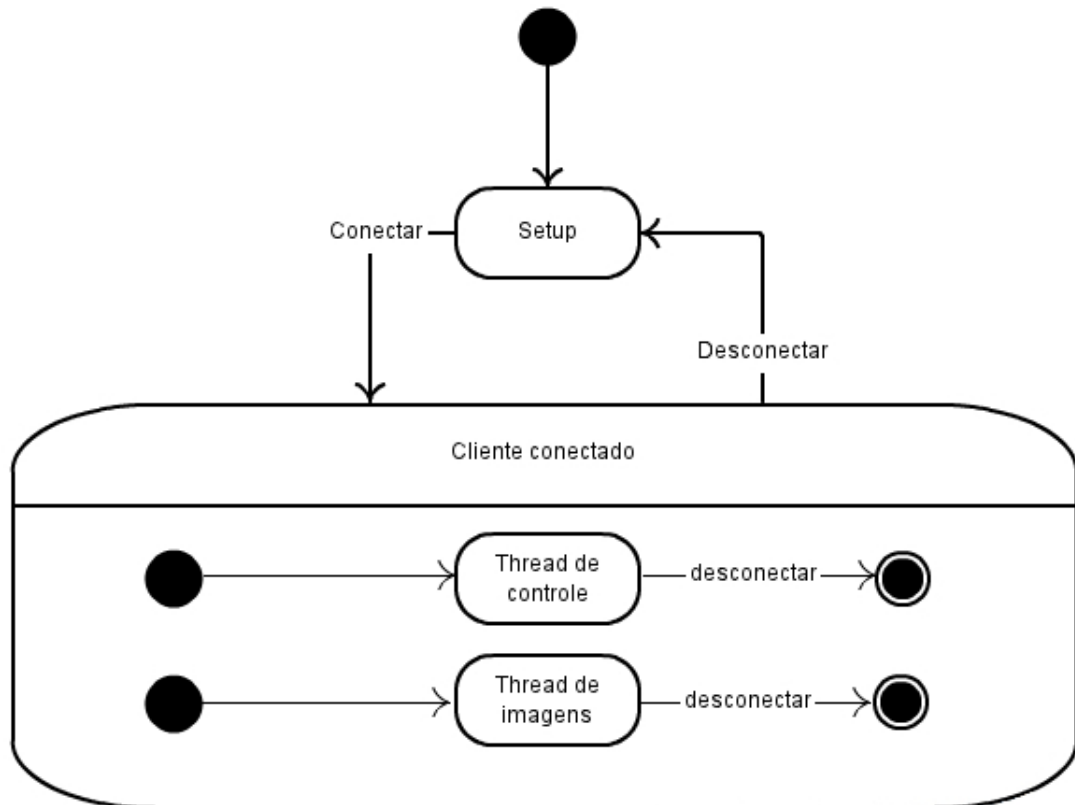 Setup
Conectar
Desconectar
Cliente conectado
Thread de
controle
desconectar
Thread de
imagens
desconectar